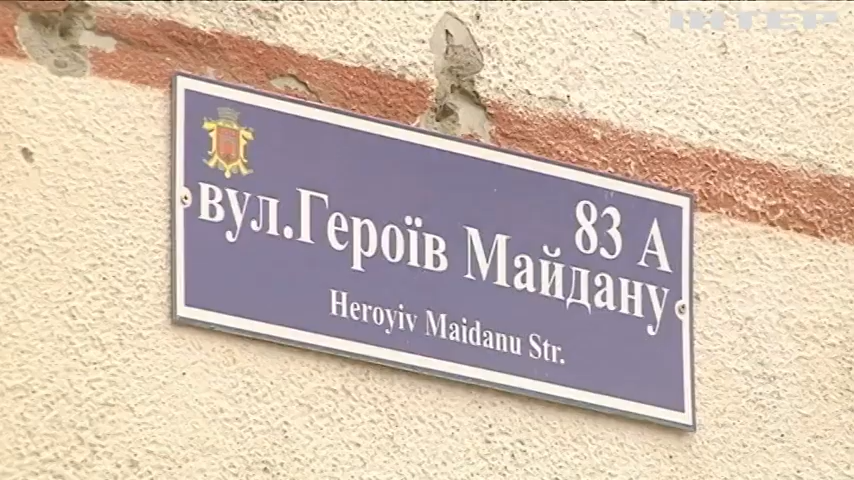 ІНТЕР
83 А
вул.Героїв Майдану
Heroyiv Maidanu Str.